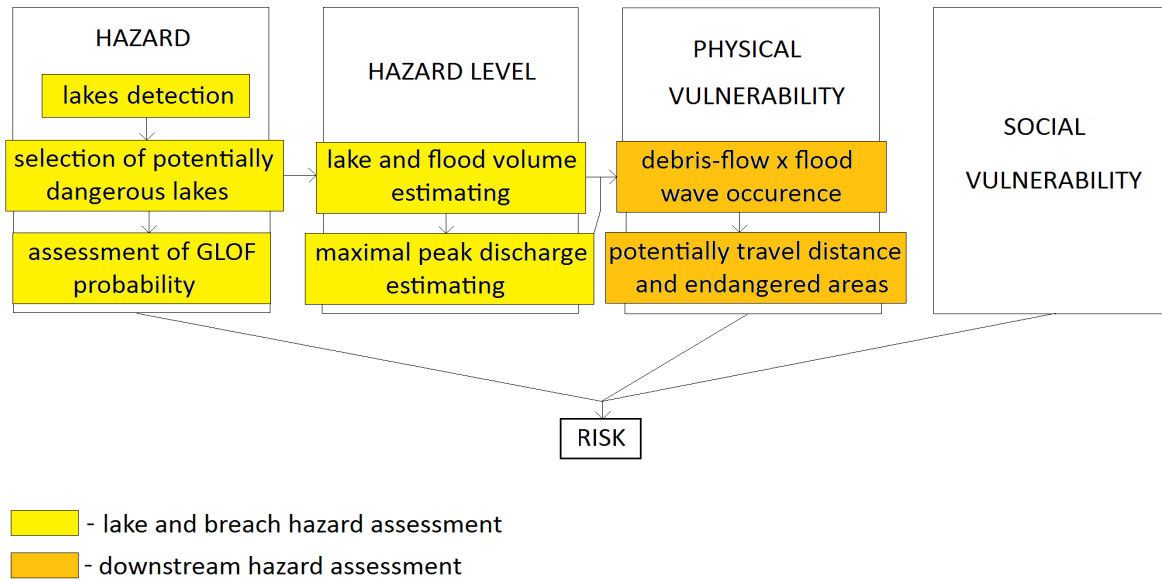 HAZARD
lakes detection
selection of potentially
dangerous lakes
assessment of GLOF
probability
HAZARD LEVEL
lake and flood volume
estimating
maximal peak discharge
estimating
PHYSICAL
VULNERABILITY
debris-flow x flood
wave occurence
potentially travel distance
and endangered areas
SOCIAL
VULNERABILITY
RISK
- lake and breach hazard assessment
- downstream hazard assessment